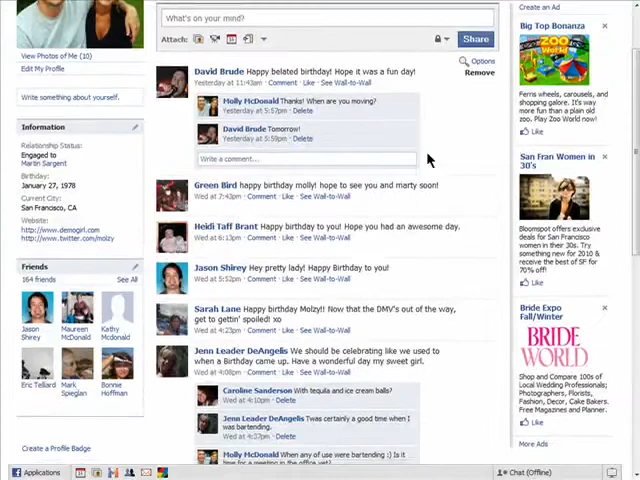 What's on your mind?
Attach:
Share
View Photos of Me (10)
Edit My Profile
Write something about yourself.
Information
Relationship Status:
Engaged to
Martin Sargent
Birthday:
January 27, 1978
Current City:
San Francisco, CA
Website:
http://www.demogirl.com
http://www.twitter.com/molzy
Friends
164 friends See All
Jason Shirey
Maureen McDonald
Kathy McDonald
Eric Teillard
Mark Spieglan
Bonnie Hoffman
Create a Profile Badge
Options
David Brude Happy belated birthday! Hope it was a fun day!
Remove
Yesterday at 11:43am · Comment · Like · See Wall-to-Wall
Molly McDonald Thanks! When are you moving?
Yesterday at 5:57pm · Delete
David Brude Tomorrow!
Yesterday at 5:59pm · Delete
Write a comment...
Green Bird happy birthday molly! hope to see you and marty soon!
Wed at 7:43pm · Comment · Like · See Wall-to-Wall
Heidi Taff Brant Happy birthday to you! Hope you had an awesome day.
Wed at 6:13pm · Comment · Like · See Wall-to-Wall
Jason Shirey Hey pretty lady! Happy Birthday to you!
Wed at 5:52pm · Comment · Like · See Wall-to-Wall
Sarah Lane Happy birthday Molzy!! Now that the DMV's out of the way,
get to gettin' spoiled! xo
Wed at 4:23pm · Comment · Like · See Wall-to-Wall
Jenn Leader DeAngelis We should be celebrating like we used to
when a Birthday came up. Have a wonderful day my sweet girl.
Wed at 4:08pm · Comment · Like · See Wall-to-Wall
Caroline Sanderson With tequila and ice cream balls?
Wed at 4:10pm · Delete
Jenn Leader DeAngelis Twas certainly a good time when I
was bartending.
Wed at 4:37pm · Delete
Molly McDonald When any of use were bartending :) Is it
time for a meeting in the office yet?
Create an Ad
Big Top Bonanza
ZOO World
Ferris wheels, carousels, and
shopping galore. It's way
more fun than a plain old
zoo. Play Zoo World now!
Like
San Fran Women in
30's
Bloomspot offers exclusive
deals for San Francisco
women in their 30s. Try
something new for 2010 &
receive the best of SF for
70% off!
Like
Bride Expo
Fall/Winter
BRIDE
WORLD
Shop and Compare 100s of
Local Wedding Professionals;
Photographers, Florists,
Fashion, Decor, Cake Bakers.
Free Magazines and Planner.
Like
More Ads
Applications
31
Chat (Offline)